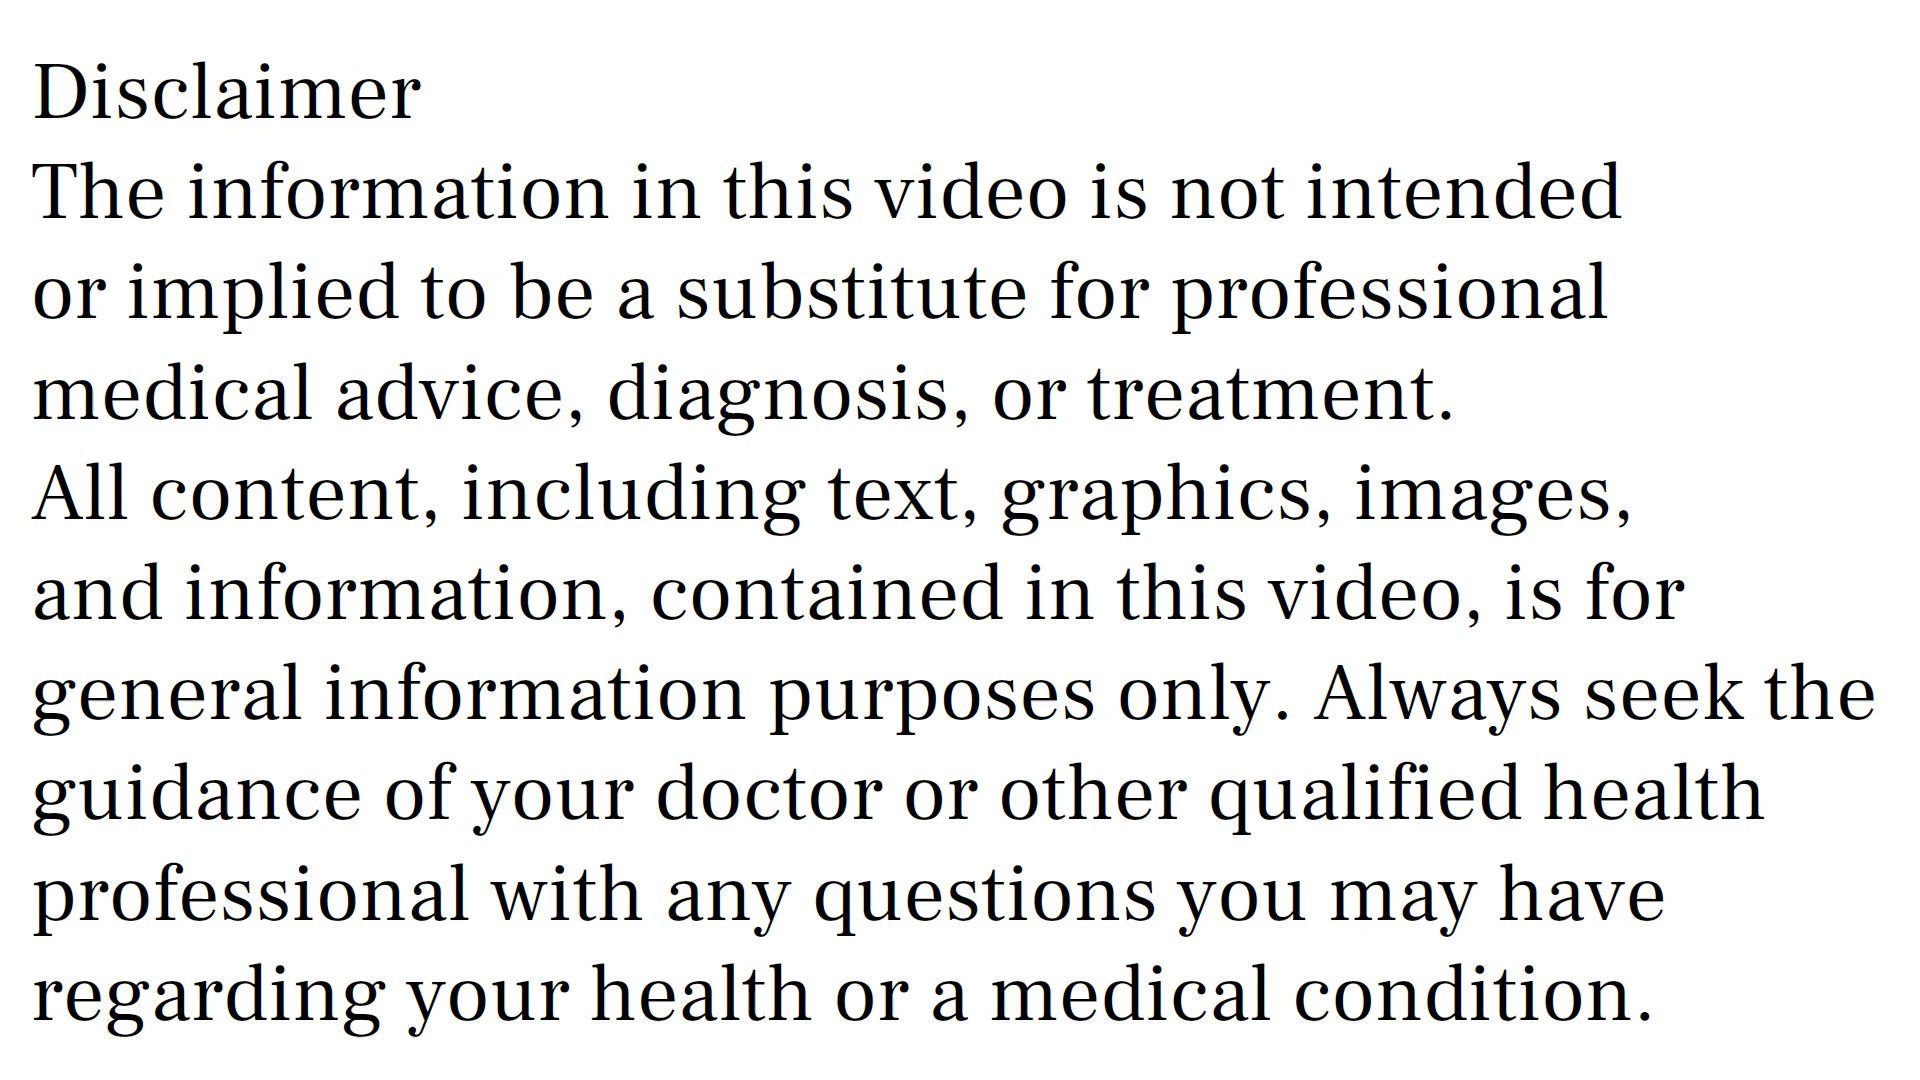 Disclaimer
The information in this video is not intended
or implied to be a substitute for professional
medical advice, diagnosis, or treatment.
All content, including text, graphics, images,
and information, contained in this video, is for
general information purposes only. Always seek the
guidance of your doctor or other qualified health
professional with any questions you may have
regarding your health or a medical condition.